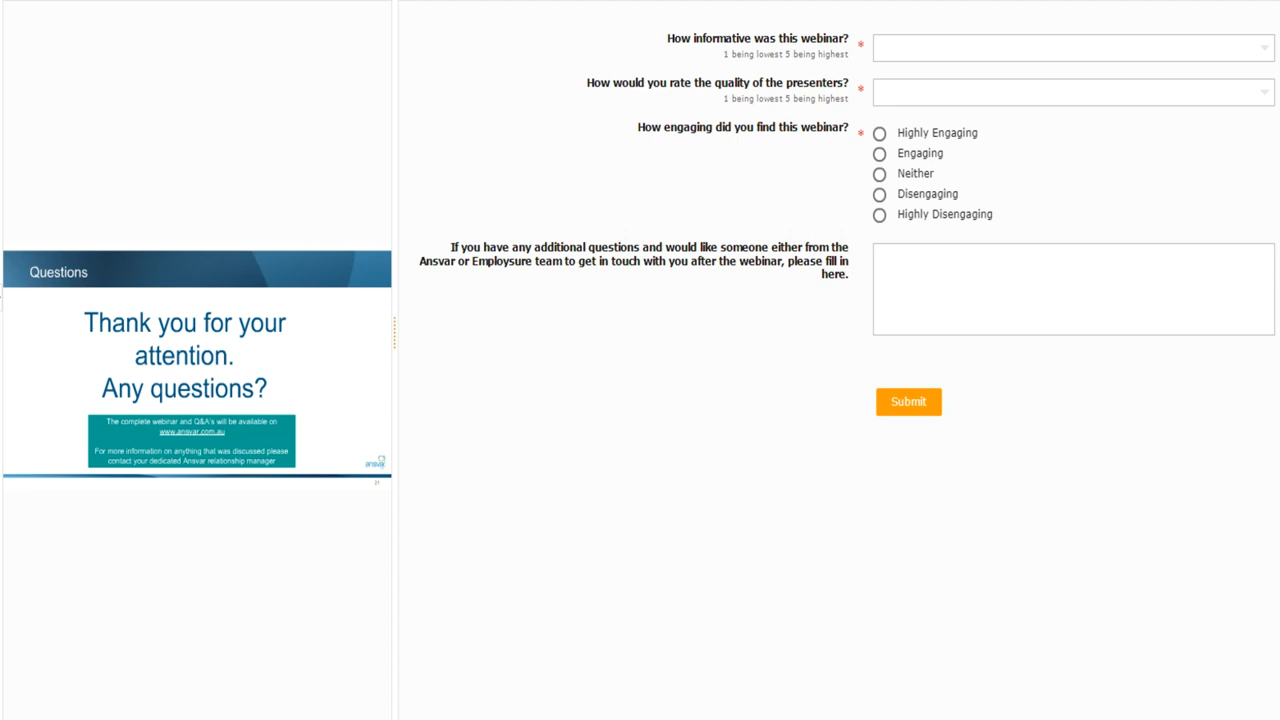 How informative was this webinar? *
1 being lowest 5 being highest
How would you rate the quality of the presenters? *
1 being lowest 5 being highest
How engaging did you find this webinar? *
Highly Engaging
Engaging
Neither
Disengaging
Highly Disengaging
If you have any additional questions and would like someone either from the
Ansvar or Employsure team to get in touch with you after the webinar, please fill in
here.
Submit
Questions
Thank you for your
attention.
Any questions?
The complete webinar and Q&A's will be available on
www.ansvar.com.au
For more information on anything that was discussed please
contact your dedicated Ansvar relationship manager
ansvar